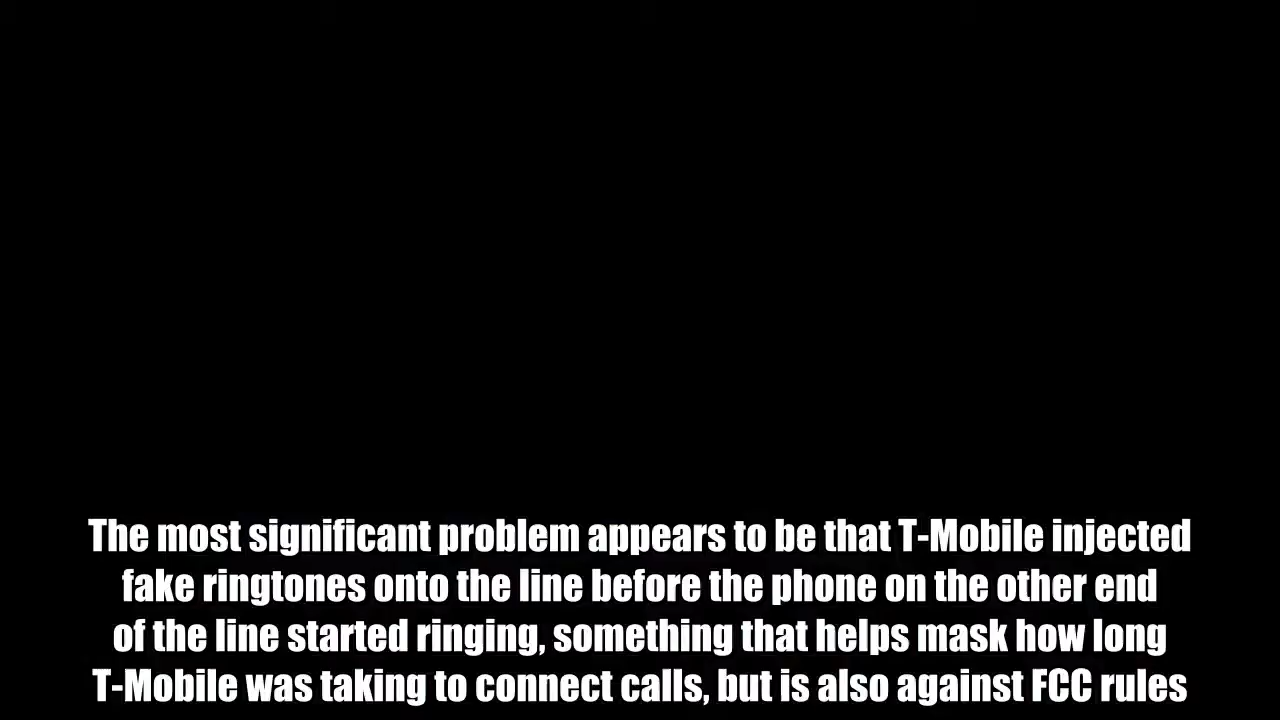 The most significant problem appears to be that T-Mobile injected
fake ringtones onto the line before the phone on the other end
of the line started ringing, something that helps mask how long
T-Mobile was taking to connect calls, but is also against FCC rules